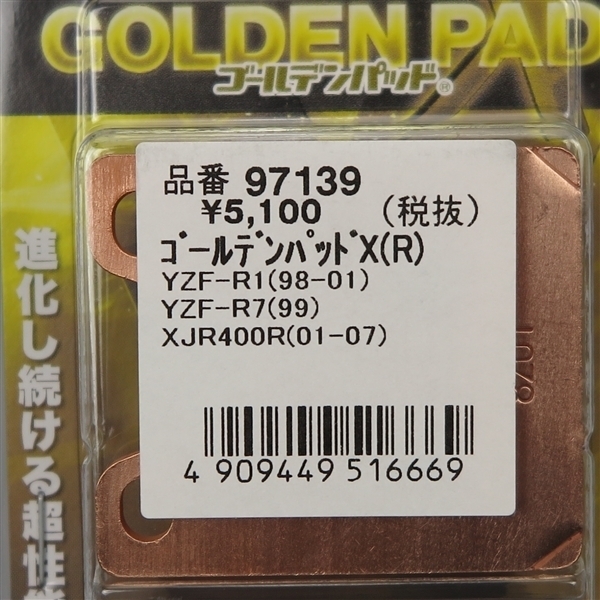 GOLDEN PAD
ゴールデンパッド®
品番 97139
¥5,100 (税抜)
ゴールデンパッドX(R)
YZF-R1(98-01)
YZF-R7(99)
XJR400R(01-07)
4 909449 516669
進化し続ける超性